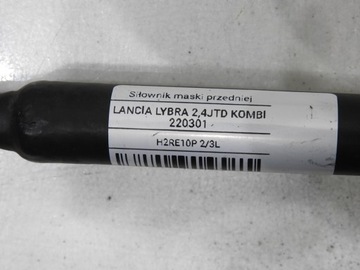 Siłownik maski przedniej
LANCIA LYBRA 2,4JTD KOMBI
220301
H2RE10P 2/3L